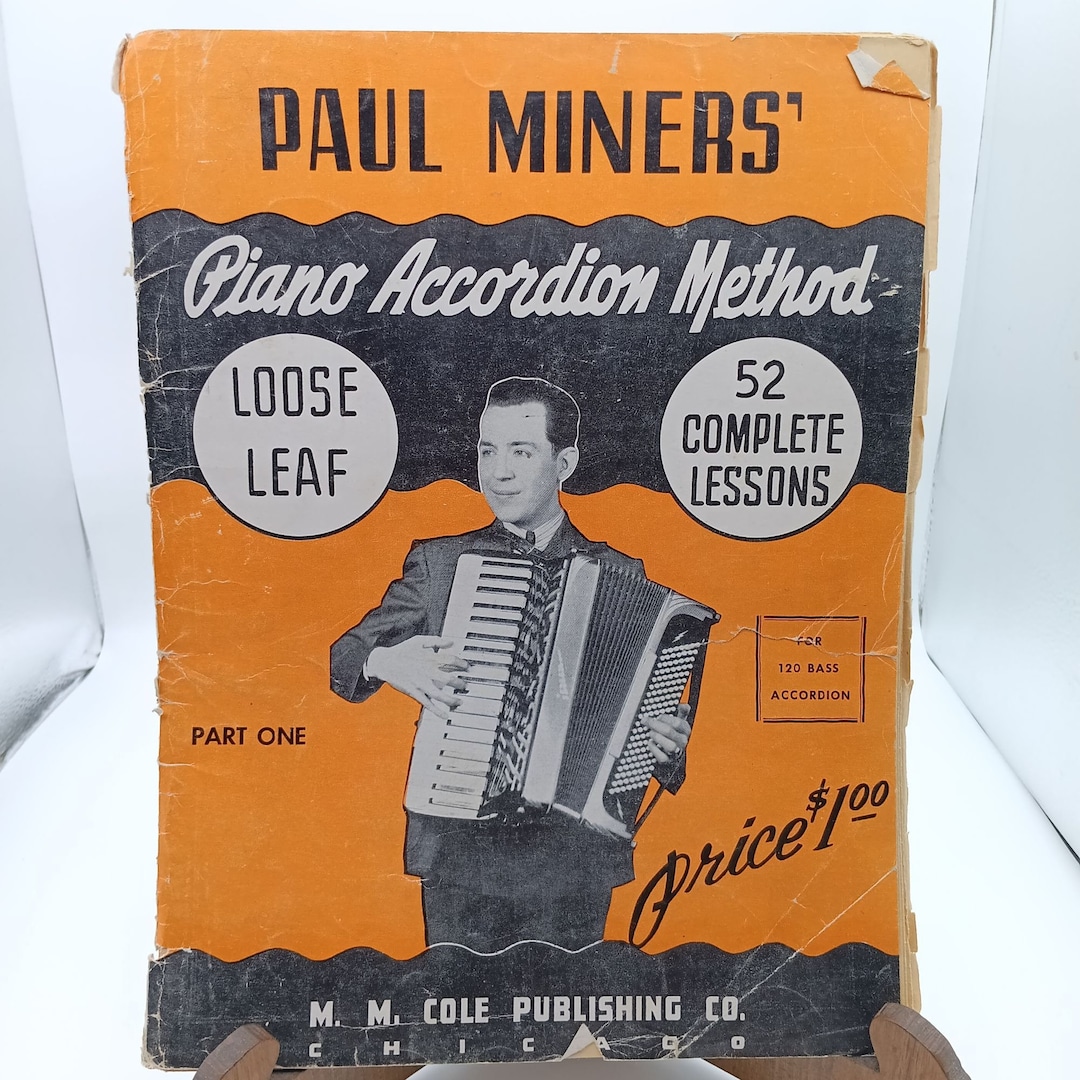 PAUL MINERS'
Piano Accordion Method
LOOSE
LEAF
52
COMPLETE
LESSONS
FOR
120 BASS
ACCORDION
PART ONE
price $1.00
M. M. COLE PUBLISHING CO.
CHICAGO